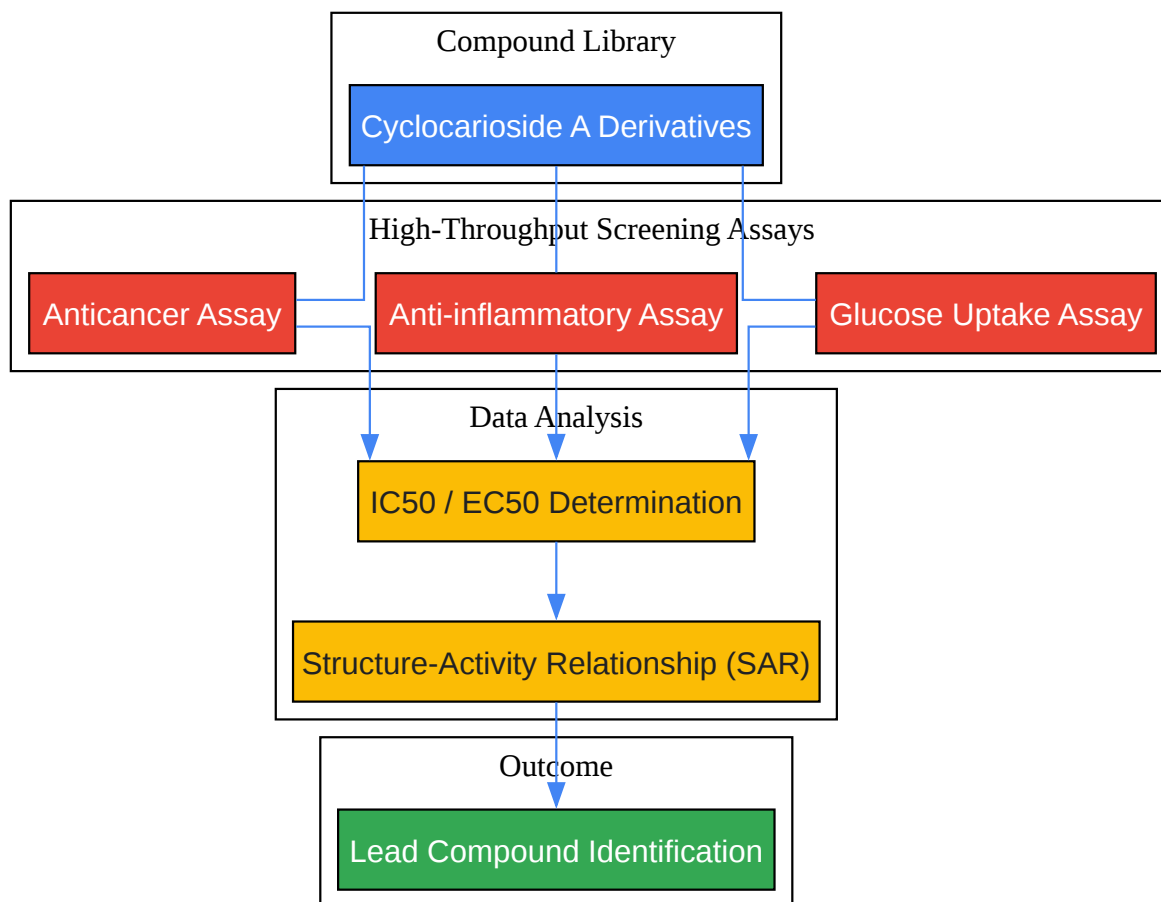 Compound Library
Cyclocarioside A Derivatives
High-Throughput Screening Assays
Anticancer Assay
Anti-inflammatory Assay
Glucose Uptake Assay
Data Analysis
IC50 / EC50 Determination
Structure-Activity Relationship (SAR)
Outcome
Lead Compound Identification